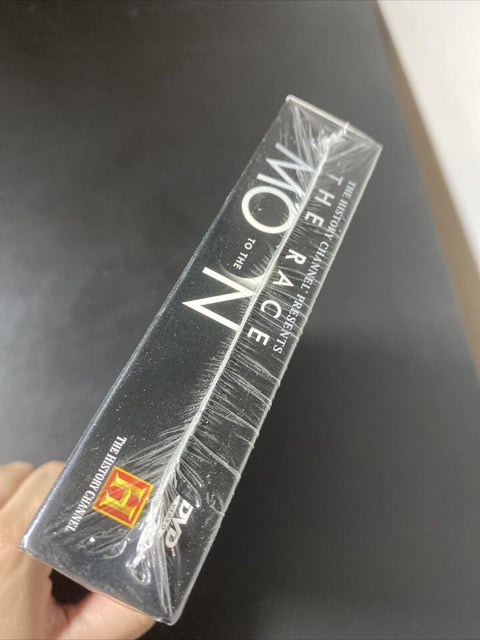 THE HISTORY CHANNEL PRESENTS
THE RACE
TO THE
MOON
DVD
H
THE HISTORY CHANNEL